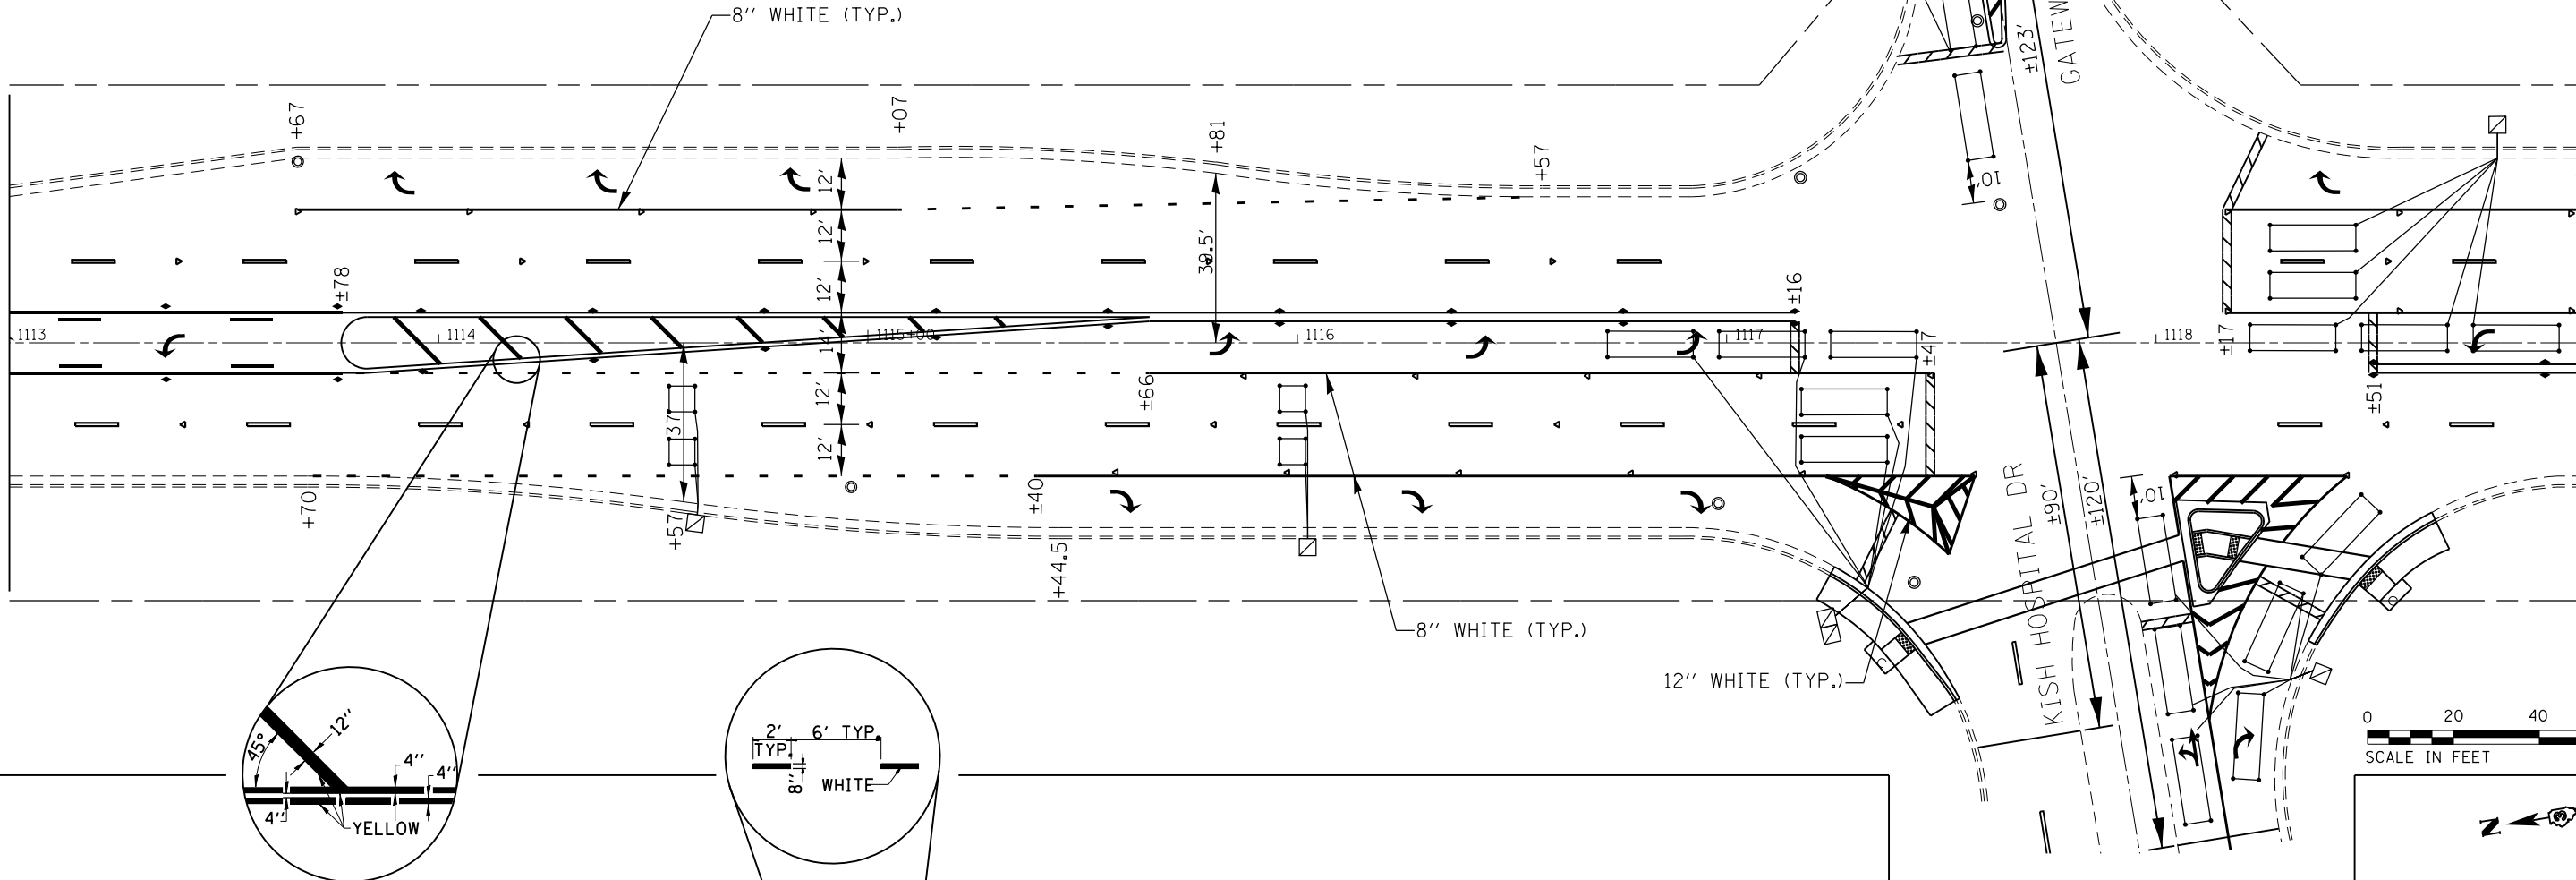 8'' WHITE (TYP.)
±123'
GATEW
+67
+07
+81
+57
12'
10'
12'
39.5'
±78
12'
±16
1113
1114
1115+00
14'
1116
1117
±47
1118
±17
12'
±66
±51
37'
12'
+70
+57
±40
+44.5
KISH HOSPITAL DR
±90'
±120'
10'
8'' WHITE (TYP.)
12'' WHITE (TYP.)
C
C
45°
12''
4''
4''
4''
YELLOW
2'
TYP.
6' TYP.
8''
WHITE
0 20 40
SCALE IN FEET
N
3